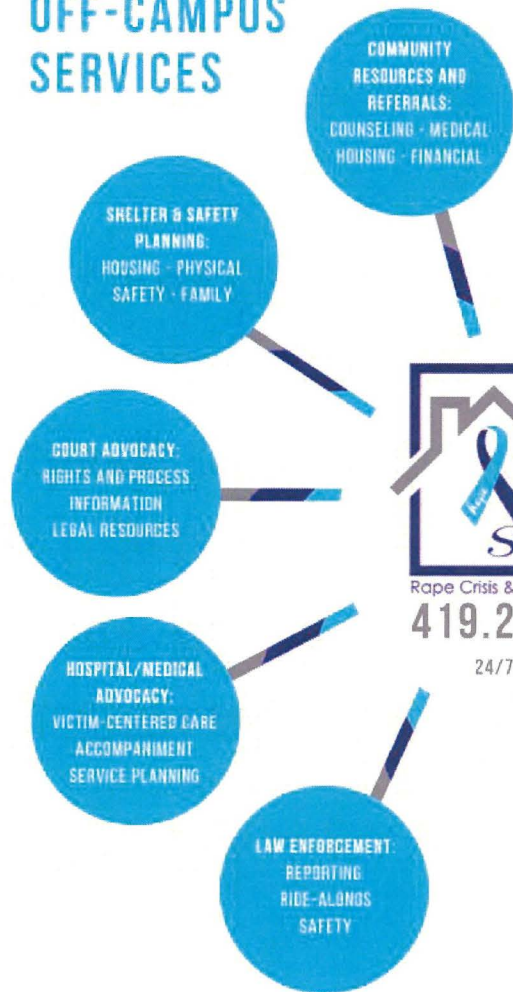 OFF-CAMPUS
SERVICES
COMMUNITY
RESOURCES AND
REFERRALS:
COUNSELING - MEDICAL
HOUSING - FINANCIAL
SHELTER & SAFETY
PLANNING:
HOUSING - PHYSICAL
SAFETY - FAMILY
COURT ADVOCACY:
RIGHTS AND PROCESS
INFORMATION
LEGAL RESOURCES
hope
S
Rape Crisis &
419.2
24/7
HOSPITAL/MEDICAL
ADVOCACY:
VICTIM-CENTERED CARE
ACCOMPANIMENT
SERVICE PLANNING
LAW ENFORCEMENT:
REPORTING
RIDE-ALONGS
SAFETY